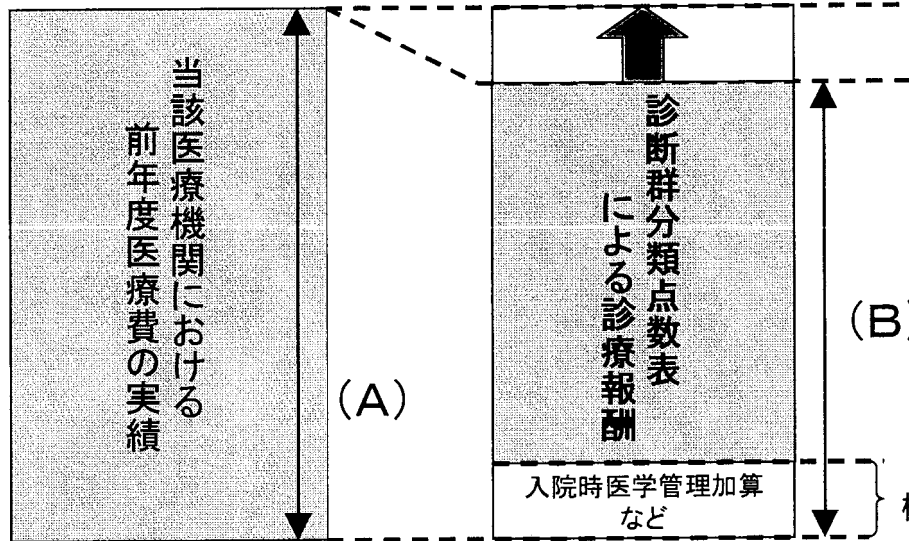 当該医療機関における
前年度医療費の実績
(A)
診断群分類点数表
による診療報酬
(B)
入院時医学管理加算
など